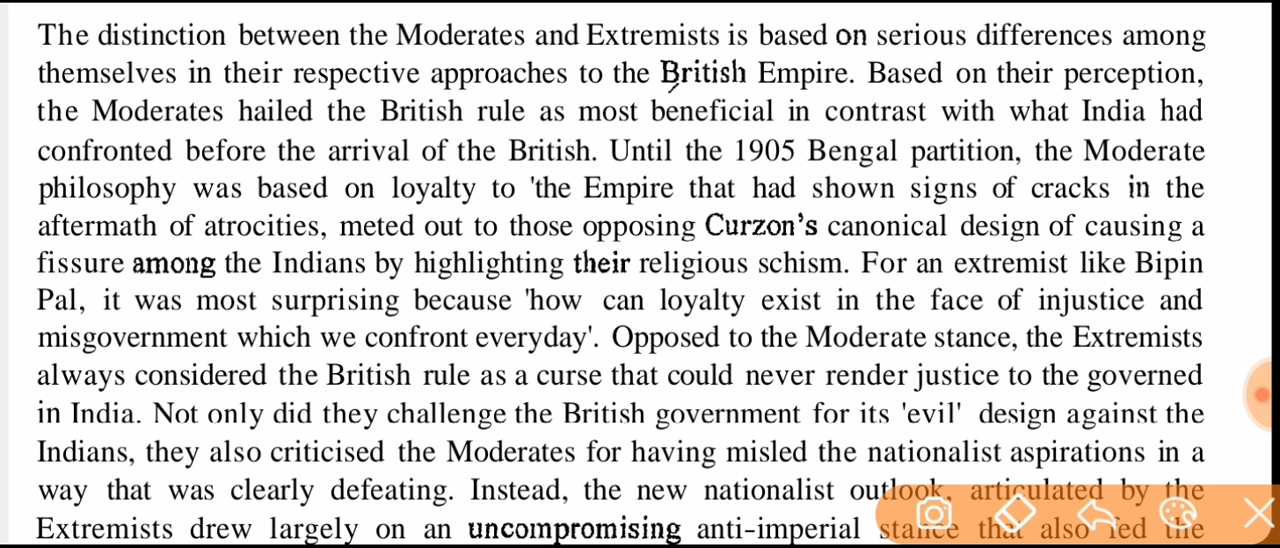 The distinction between the Moderates and Extremists is based on serious differences among
themselves in their respective approaches to the British Empire. Based on their perception,
the Moderates hailed the British rule as most beneficial in contrast with what India had
confronted before the arrival of the British. Until the 1905 Bengal partition, the Moderate
philosophy was based on loyalty to 'the Empire that had shown signs of cracks in the
aftermath of atrocities, meted out to those opposing Curzon's canonical design of causing a
fissure among the Indians by highlighting their religious schism. For an extremist like Bipin
Pal, it was most surprising because 'how can loyalty exist in the face of injustice and
misgovernment which we confront everyday'. Opposed to the Moderate stance, the Extremists
always considered the British rule as a curse that could never render justice to the governed
in India. Not only did they challenge the British government for its 'evil' design against the
Indians, they also criticised the Moderates for having misled the nationalist aspirations in a
way that was clearly defeating. Instead, the new nationalist outlook, articulated by the
Extremists drew largely on an uncompromising anti-imperial stance that also fed the